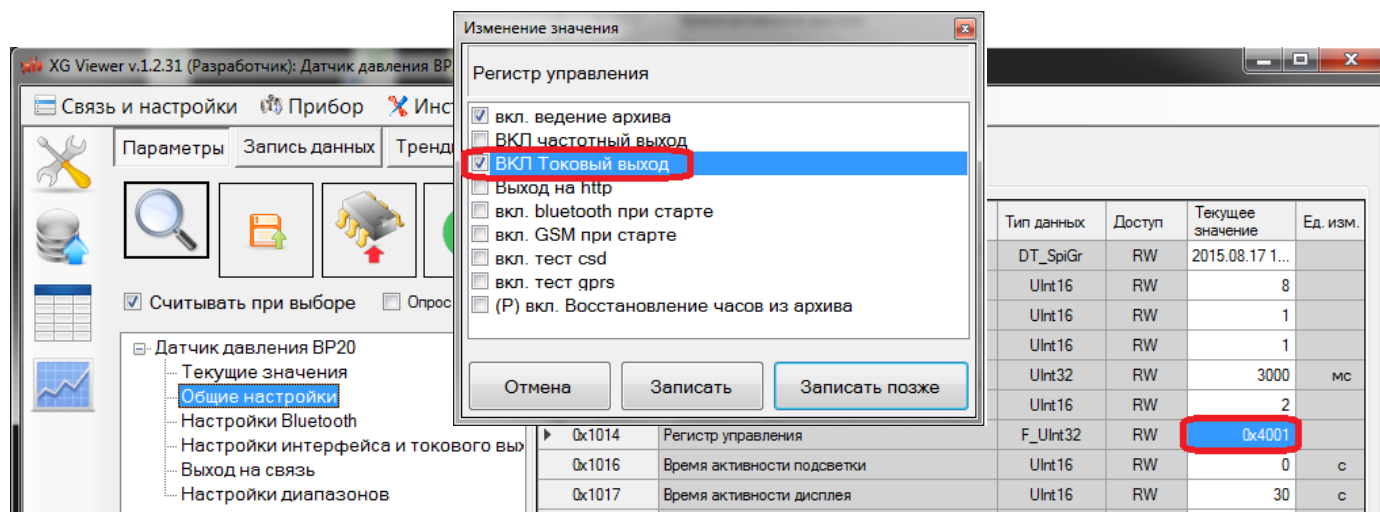 Изменение значения
XG Viewer v.1.2.31 (Разработчик): Датчик давления ВР
Регистр управления
Связь и настройки Прибор Инс
вкл. ведение архива
ВКЛ частотный выход
ВКЛ Токовый выход
Выход на http
вкл. bluetooth при старте
вкл. GSM при старте
вкл. тест csd
вкл. тест gprs
(Р) вкл. Восстановление часов из архива
Отмена Записать Записать позже
Параметры Запись данных Тренд
Считывать при выборе Опрос
Датчик давления ВР20
Текущие значения
Общие настройки
Настройки Bluetooth
Настройки интерфейса и токового вых
Выход на связь
Настройки диапазонов
Тип данных Доступ Текущее значение Ед. изм.
DT_SpiGr RW 2015.08.17 1...
UInt16 RW 8
UInt16 RW 1
UInt16 RW 1
UInt32 RW 3000 мс
UInt16 RW 2
0x1014 Регистр управления F_UInt32 RW 0x4001
0x1016 Время активности подсветки UInt16 RW 0 с
0x1017 Время активности дисплея UInt16 RW 30 с